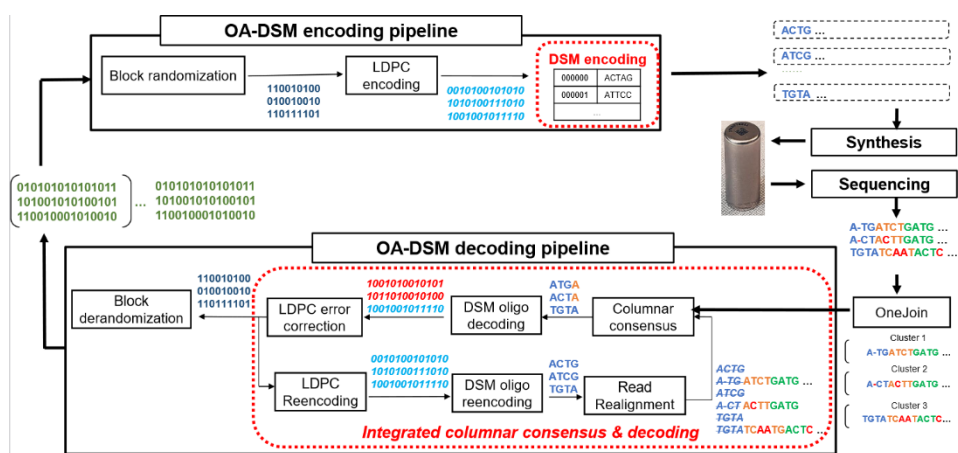 OA-DSM encoding pipeline
Block randomization
110010100
010010010
110111101
LDPC
encoding
0010100101010
1010100111010
1001001011110
DSM encoding
000000 ACTAG
000001 ATTCC
...
ACTG ...
ATCG ...
......
TGTA ...
Synthesis
Sequencing
A-TGATCTGATG ...
A-CTACTTGATG ...
TGTATCAATACTC ...
OneJoin
Cluster 1
A-TGATCTGATG ...
Cluster 2
A-CTACTTGATG ...
Cluster 3
TGTATCAATACTC ...
010101010101011
101001010100101
110010001010010
...
010101010101011
101001010100101
110010001010010
OA-DSM decoding pipeline
Block
derandomization
110010100
010010010
110111101
LDPC error
correction
1001010010101
1011010010100
1001001011110
DSM oligo
decoding
ATGA
ACTA
TGTA
Columnar
consensus
LDPC
Reencoding
0010100101010
1010100111010
1001001011110
DSM oligo
reencoding
ACTG
ATCG
TGTA
Read
Realignment
ACTG
A-TG-ATCTGATG ...
ATCG
A-CT ACTTGATG
TGTA
TGTATCAATGACTC ...
Integrated columnar consensus & decoding